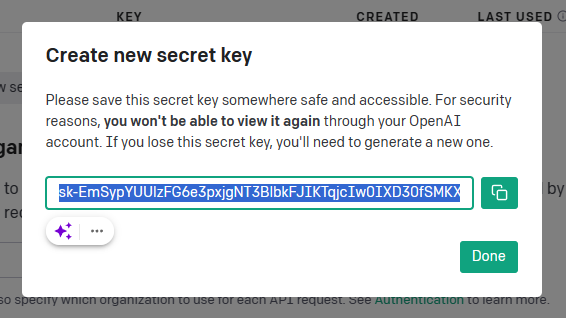 KEY CREATED LAST USED
Create new secret key
Please save this secret key somewhere safe and accessible. For security
reasons, you won't be able to view it again through your OpenAI
account. If you lose this secret key, you'll need to generate a new one.
to by
Done
so specify which organization to use for each API request. See Authentication to learn more.